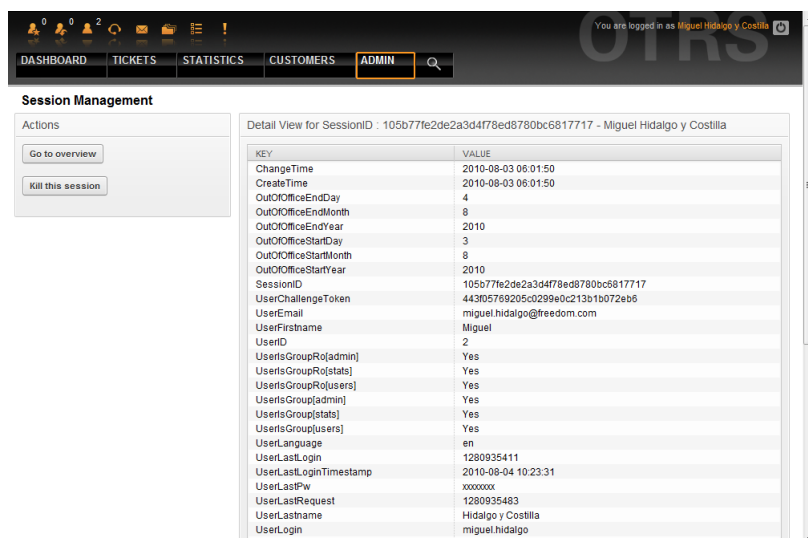 0 0 2
You are logged in as Miguel Hidalgo y Costilla
OTRS
DASHBOARD TICKETS STATISTICS CUSTOMERS ADMIN
Session Management
Actions
Go to overview
Kill this session
Detail View for SessionID : 105b77fe2de2a3d4f78ed8780bc6817717 - Miguel Hidalgo y Costilla
KEY VALUE
ChangeTime 2010-08-03 06:01:50
CreateTime 2010-08-03 06:01:50
OutOfOfficeEndDay 4
OutOfOfficeEndMonth 8
OutOfOfficeEndYear 2010
OutOfOfficeStartDay 3
OutOfOfficeStartMonth 8
OutOfOfficeStartYear 2010
SessionID 105b77fe2de2a3d4f78ed8780bc6817717
UserChallengeToken 443f05769205c0299e0c213b1b072eb6
UserEmail miguel.hidalgo@freedom.com
UserFirstname Miguel
UserID 2
UserIsGroupRo[admin] Yes
UserIsGroupRo[stats] Yes
UserIsGroupRo[users] Yes
UserIsGroup[admin] Yes
UserIsGroup[stats] Yes
UserIsGroup[users] Yes
UserLanguage en
UserLastLogin 1280935411
UserLastLoginTimestamp 2010-08-04 10:23:31
UserLastPw xxxxxxxx
UserLastRequest 1280935483
UserLastname Hidalgo y Costilla
UserLogin miguel.hidalgo